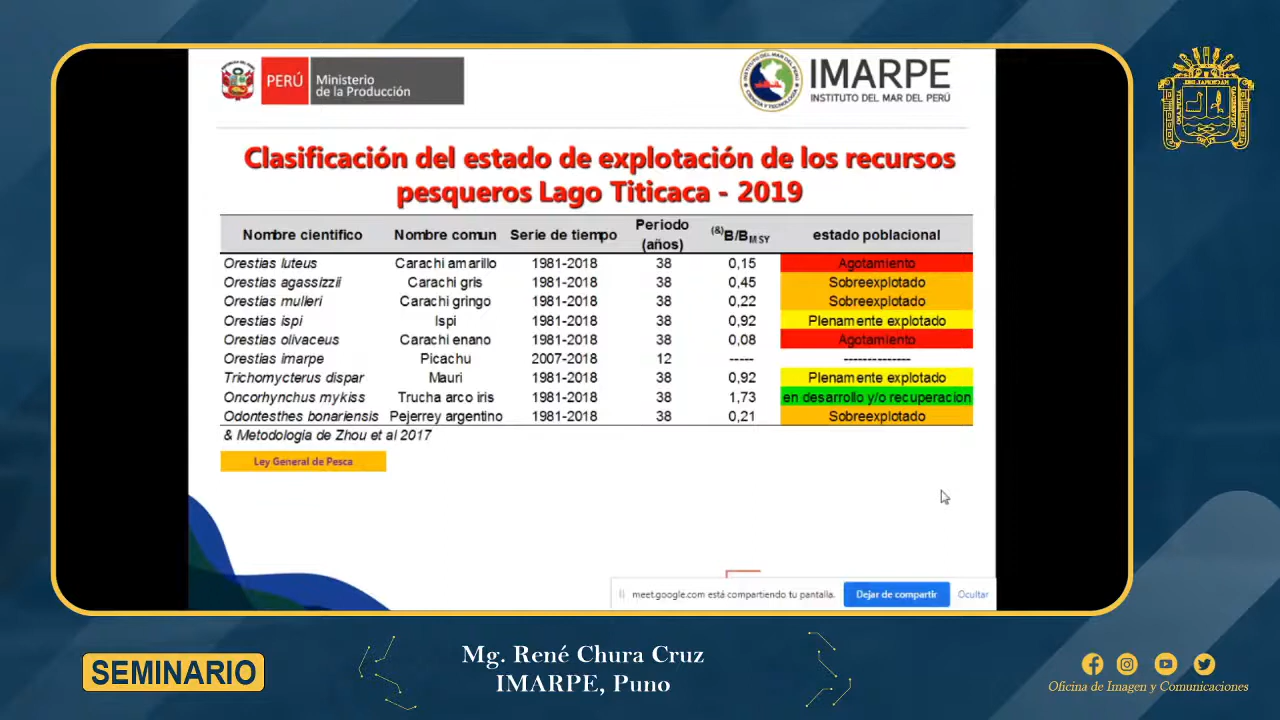 PERÚ Ministerio de la Producción
IMARPE
INSTITUTO DEL MAR DEL PERÚ
Clasificación del estado de explotación de los recursos
pesqueros Lago Titicaca - 2019
Nombre cientifico Nombre comun Serie de tiempo Periodo (años) (&)B/BMSY estado poblacional
Orestias luteus Carachi amarillo 1981-2018 38 0,15 Agotamiento
Orestias agassizzii Carachi gris 1981-2018 38 0,45 Sobreexplotado
Orestias mulleri Carachi gringo 1981-2018 38 0,22 Sobreexplotado
Orestias ispi Ispi 1981-2018 38 0,92 Plenamente explotado
Orestias olivaceus Carachi enano 1981-2018 38 0,08 Agotamiento
Orestias imarpe Picachu 2007-2018 12 ----- --------------
Trichomycterus dispar Mauri 1981-2018 38 0,92 Plenamente explotado
Oncorhynchus mykiss Trucha arco iris 1981-2018 38 1,73 en desarrollo y/o recuperacion
Odontesthes bonariensis Pejerrey argentino 1981-2018 38 0,21 Sobreexplotado
& Metodologia de Zhou et al 2017
Ley General de Pesca
meet.google.com está compartiendo tu pantalla. Dejar de compartir Ocultar
SEMINARIO
Mg. René Chura Cruz
IMARPE, Puno
Oficina de Imagen y Comunicaciones